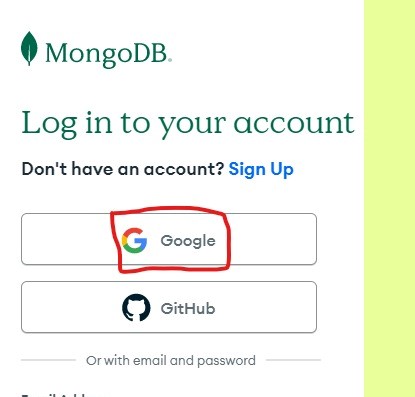 MongoDB.
Log in to your account
Don't have an account? Sign Up
Google
GitHub
Or with email and password